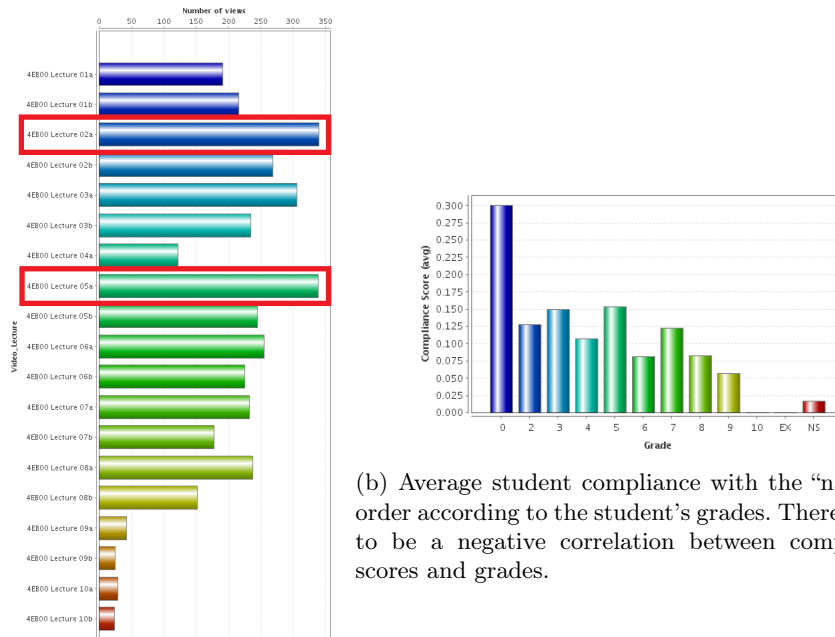 Number of views
0 50 100 150 200 250 300 350
Video_Lecture
4EB00 Lecture 01a
4EB00 Lecture 01b
4EB00 Lecture 02a
4EB00 Lecture 02b
4EB00 Lecture 03a
4EB00 Lecture 03b
4EB00 Lecture 04a
4EB00 Lecture 05a
4EB00 Lecture 05b
4EB00 Lecture 06a
4EB00 Lecture 06b
4EB00 Lecture 07a
4EB00 Lecture 07b
4EB00 Lecture 08a
4EB00 Lecture 08b
4EB00 Lecture 09a
4EB00 Lecture 09b
4EB00 Lecture 10a
4EB00 Lecture 10b
Compliance Score (avg)
0.300
0.275
0.250
0.225
0.200
0.175
0.150
0.125
0.100
0.075
0.050
0.025
0.000
0 2 3 4 5 6 7 8 9 10 EX NS
Grade
(b) Average student compliance with the “n
order according to the student's grades. There
to be a negative correlation between comp
scores and grades.